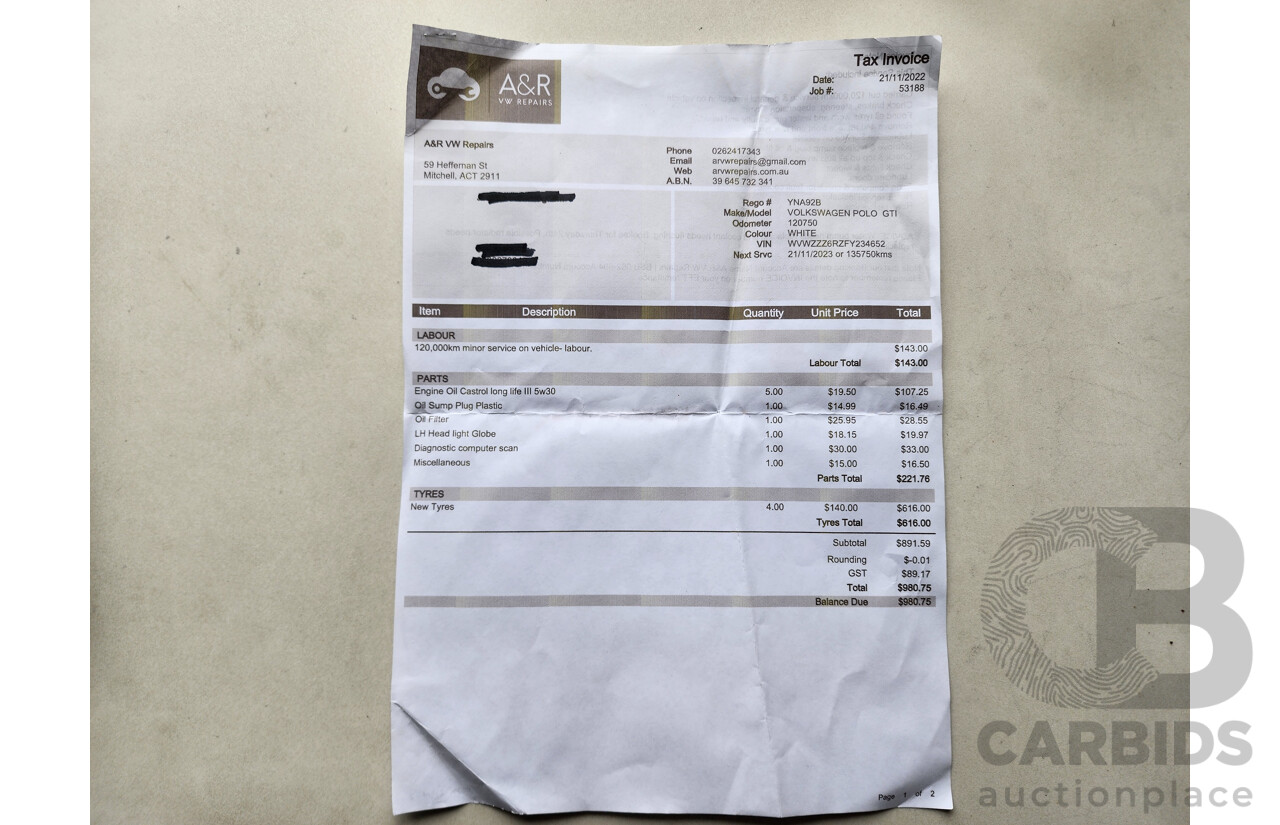 A&R
VW REPAIRS
Tax Invoice
Date: 21/11/2022
Job #: 53188
A&R VW Repairs
59 Heffernan St
Mitchell, ACT 2911
Phone 0262417343
Email arvwrepairs@gmail.com
Web arvwrepairs.com.au
A.B.N. 39 645 732 341
Rego # YNA92B
Make/Model VOLKSWAGEN POLO GTI
Odometer 120750
Colour WHITE
VIN WVWZZZ6RZFY234652
Next Srvc 21/11/2023 or 135750kms
Item Description Quantity Unit Price Total
LABOUR
120,000km minor service on vehicle- labour. $143.00
Labour Total $143.00
PARTS
Engine Oil Castrol long life III 5w30 5.00 $19.50 $107.25
Oil Sump Plug Plastic 1.00 $14.99 $16.49
Oil Filter 1.00 $25.95 $28.55
LH Head light Globe 1.00 $18.15 $19.97
Diagnostic computer scan 1.00 $30.00 $33.00
Miscellaneous 1.00 $15.00 $16.50
Parts Total $221.76
TYRES
New Tyres 4.00 $140.00 $616.00
Tyres Total $616.00
Subtotal $891.59
Rounding $-0.01
GST $89.17
Total $980.75
Balance Due $980.75
Page 1 of 2
CB
CARBIDS
auctionplace